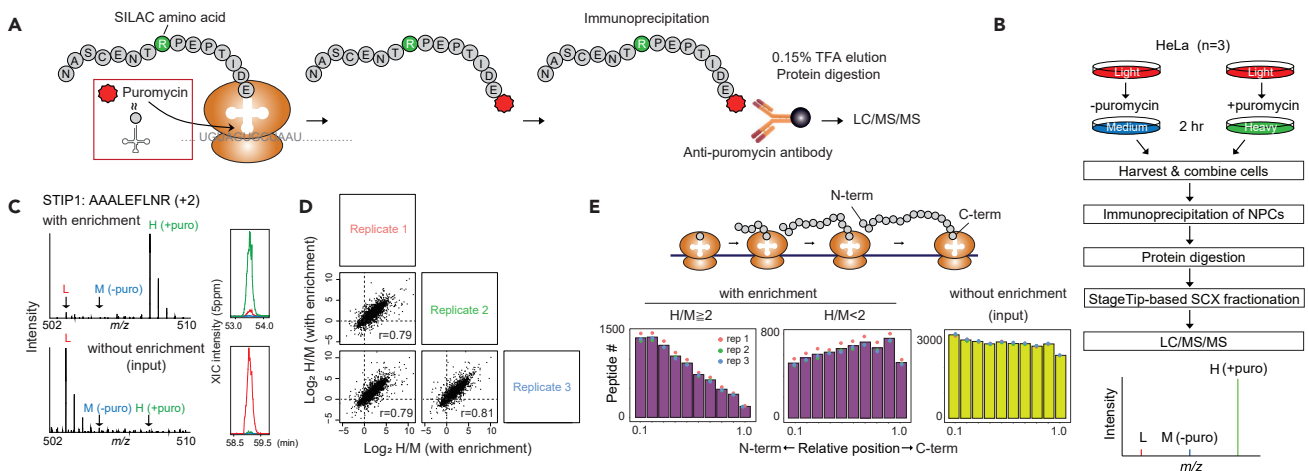 A
SILAC amino acid
N A S C E N T R P E P T I D E
Puromycin
N A S C E N T R P E P T I D E
Immunoprecipitation
N A S C E N T R P E P T I D E
0.15% TFA elution
Protein digestion
LC/MS/MS
Anti-puromycin antibody
B
HeLa (n=3)
Light
Light
-puromycin
+puromycin
Medium
2 hr
Heavy
Harvest & combine cells
Immunoprecipitation of NPCs
Protein digestion
StageTip-based SCX fractionation
LC/MS/MS
Intensity
L
M (-puro)
H (+puro)
m/z
C
STIP1: AAALEFLNR (+2)
with enrichment
H (+puro)
L
M (-puro)
502
m/z
510
53.0
54.0
Intensity
XIC intensity (5ppm)
without enrichment
(input)
L
M (-puro)
H (+puro)
502
m/z
510
58.5
59.5
(min)
D
Replicate 1
Replicate 2
Replicate 3
Log₂ H/M (with enrichment)
10
5
0
-5
r=0.79
10
5
0
-5
r=0.79
r=0.81
-5 0 5 10
-5 0 5 10
Log₂ H/M (with enrichment)
E
N-term
C-term
with enrichment
without enrichment
(input)
H/M≧2
H/M<2
Peptide #
1500
0
rep 1
rep 2
rep 3
0.1
1.0
800
0
0.1
1.0
3000
0
0.1
1.0
N-term←Relative position→C-term